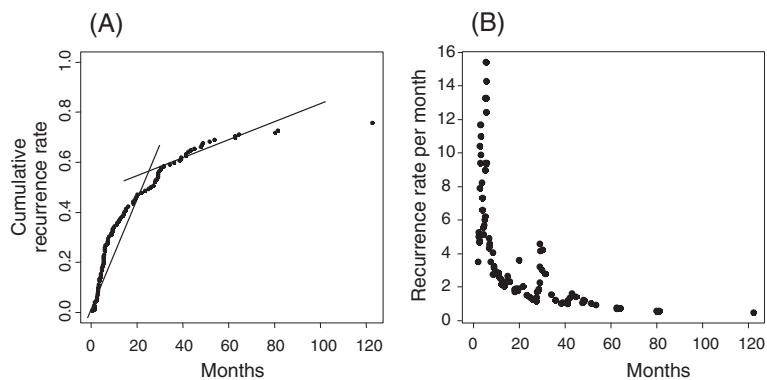 (A)
Cumulative
recurrence rate
1.0
0.8
0.6
0.4
0.2
0.0
0 20 40 60 80 100 120
Months
(B)
Recurrence rate per month
16
14
12
10
8
6
4
2
0
0 20 40 60 80 100 120
Months